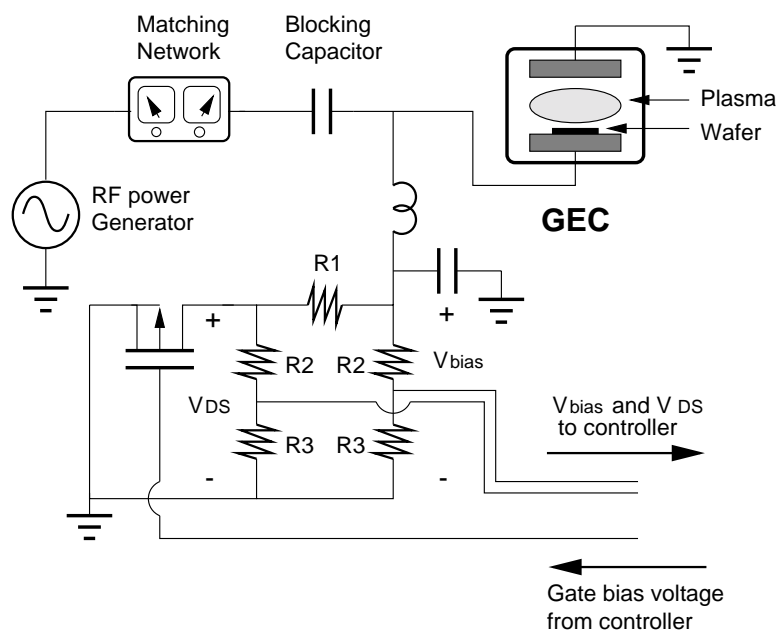 Matching
Network
Blocking
Capacitor
Plasma
Wafer
RF power
Generator
GEC
R1
+
+
R2
R2
Vbias
VDS
R3
R3
-
-
Vbias and V DS
to controller
Gate bias voltage
from controller